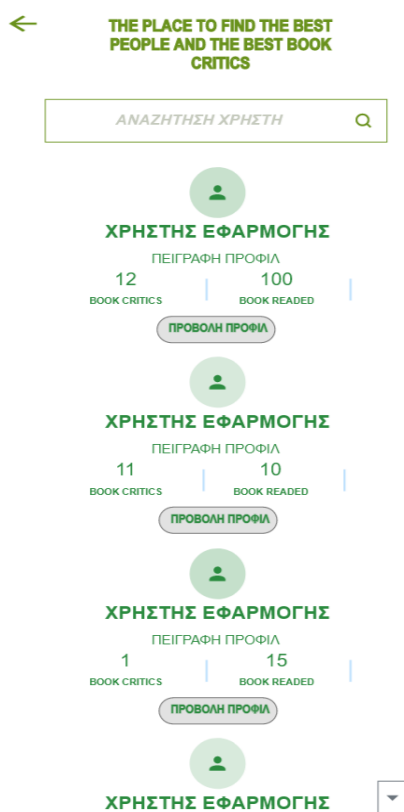 THE PLACE TO FIND THE BEST
PEOPLE AND THE BEST BOOK
CRITICS
ΑΝΑΖΗΤΗΣΗ ΧΡΗΣΤΗ
ΧΡΗΣΤΗΣ ΕΦΑΡΜΟΓΗΣ
ΠΕΙΓΡΑΦΗ ΠΡΟΦΙΛ
12 100
BOOK CRITICS BOOK READED
ΠΡΟΒΟΛΗ ΠΡΟΦΙΛ
ΧΡΗΣΤΗΣ ΕΦΑΡΜΟΓΗΣ
ΠΕΙΓΡΑΦΗ ΠΡΟΦΙΛ
11 10
BOOK CRITICS BOOK READED
ΠΡΟΒΟΛΗ ΠΡΟΦΙΛ
ΧΡΗΣΤΗΣ ΕΦΑΡΜΟΓΗΣ
ΠΕΙΓΡΑΦΗ ΠΡΟΦΙΛ
1 15
BOOK CRITICS BOOK READED
ΠΡΟΒΟΛΗ ΠΡΟΦΙΛ
ΧΡΗΣΤΗΣ ΕΦΑΡΜΟΓΗΣ